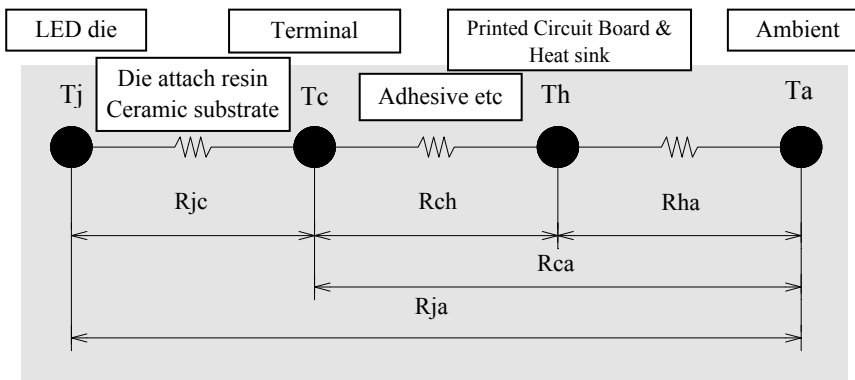 LED die
Terminal
Printed Circuit Board &
Heat sink
Ambient
Die attach resin
Ceramic substrate
Adhesive etc
Tj
Tc
Th
Ta
Rjc
Rch
Rha
Rca
Rja